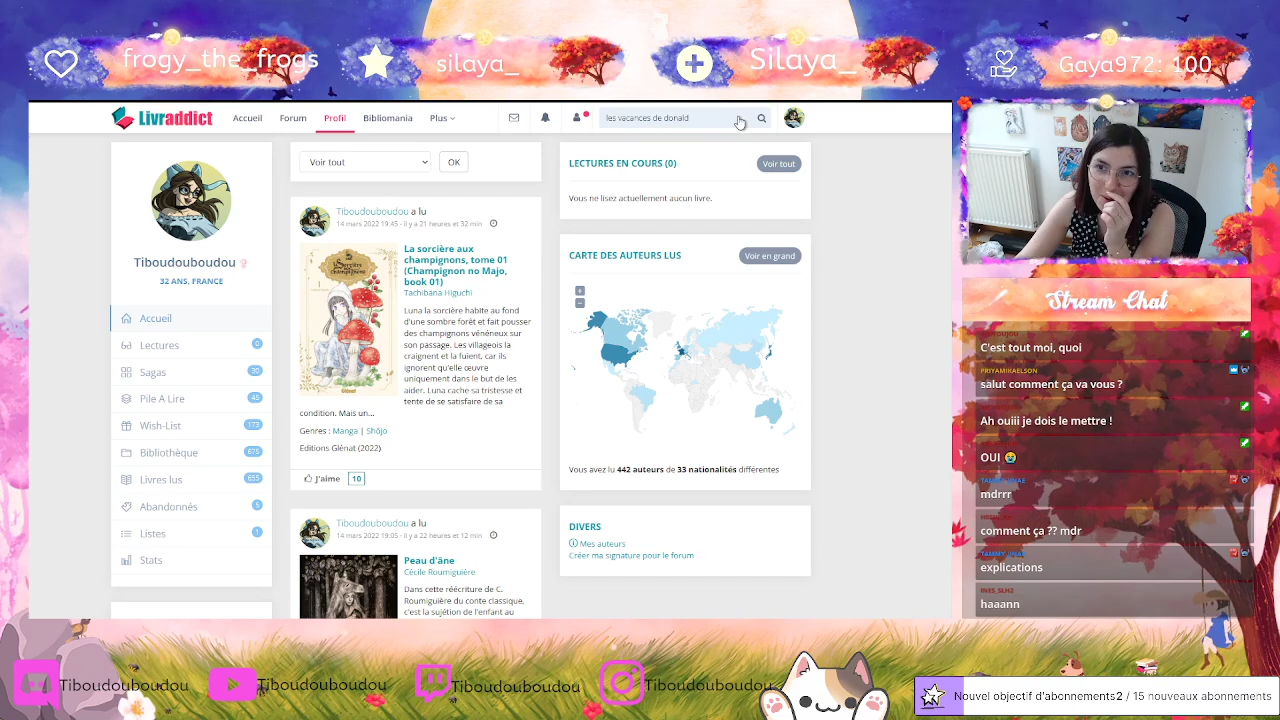 frogy_the_frogs
silaya_
Silaya_
Gaya972: 100
Livraddict
Accueil
Forum
Profil
Bibliomania
Plus
les vacances de donald
Tiboudouboudou
32 ANS, FRANCE
Accueil
Lectures
Sagas 30
Pile A Lire 45
Wish-List 173
Bibliothèque 675
Livres lus 655
Abandonnés 5
Listes 1
Stats
Voir tout
OK
Tiboudouboudou a lu
14 mars 2022 19:45 - il y a 21 heures et 32 min
La sorcière aux
champignons, tome 01
(Champignon no Majo,
book 01)
Tachibana Higuchi
Luna la sorcière habite au fond
d'une sombre forêt et fait pousser
des champignons vénéneux sur
son passage. Les villageois la
craignent et la fuient, car ils
ignorent qu'elle œuvre
uniquement dans le but de les
aider. Luna cache sa tristesse et
tente de se satisfaire de sa
condition. Mais un...
Genres : Manga | Shôjo
Editions Glénat (2022)
J'aime 10
Tiboudouboudou a lu
14 mars 2022 19:05 - il y a 22 heures et 12 min
Peau d'âne
Cécile Roumiguière
Dans cette réécriture de C.
Roumiguière du conte classique,
c'est la sujétion de l'enfant au
LECTURES EN COURS (0)
Voir tout
Vous ne lisez actuellement aucun livre.
CARTE DES AUTEURS LUS
Voir en grand
+
−
Vous avez lu 442 auteurs de 33 nationalités différentes
DIVERS
Mes auteurs
Créer ma signature pour le forum
Stream Chat
C'est tout moi, quoi
PRIYAMIKAELSON
salut comment ça va vous ?
Ah ouiii je dois le mettre !
OUI
mdrrr
comment ça ?? mdr
explications
INES_SLH2
haaann
Tiboudouboudou
Tiboudouboudou
Tiboudouboudou
Tiboudouboudou
Nouvel objectif d'abonnements2 / 15 nouveaux abonnements